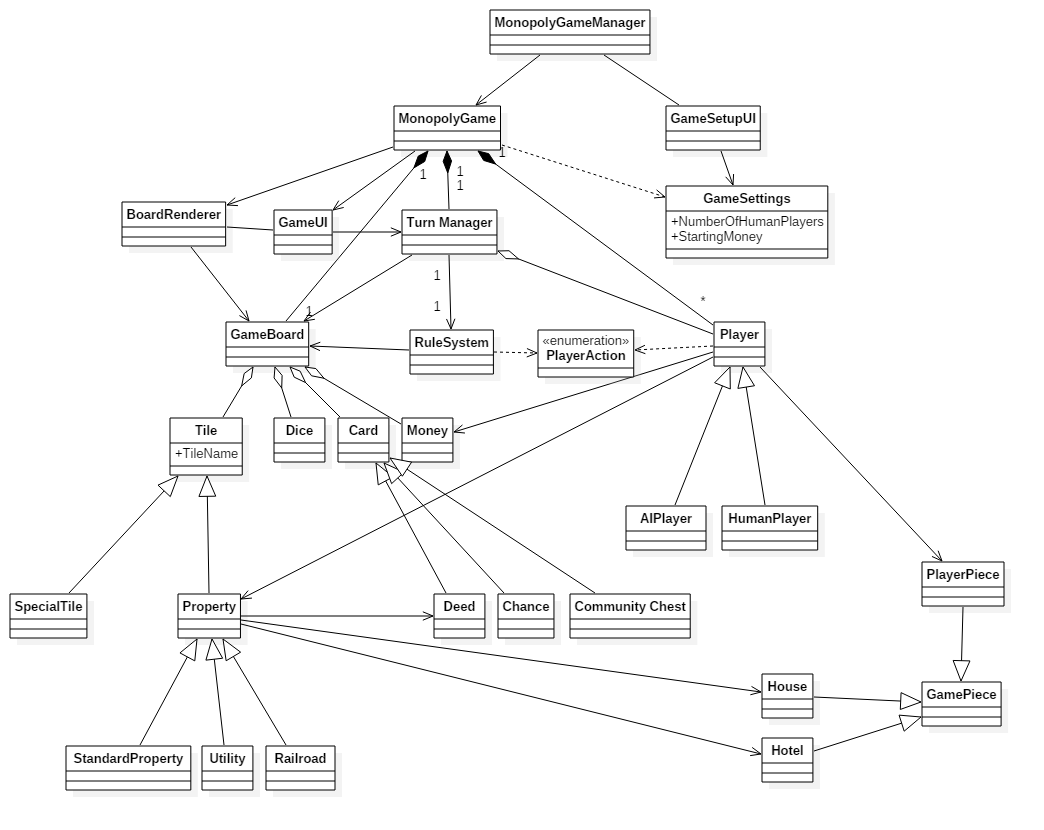 MonopolyGameManager
MonopolyGame
GameSetupUI
1
1
1
1
GameSettings
+NumberOfHumanPlayers
+StartingMoney
BoardRenderer
GameUI
Turn Manager
1
1
*
1
GameBoard
RuleSystem
«enumeration»
PlayerAction
Player
Tile
+TileName
Dice
Card
Money
AIPlayer
HumanPlayer
PlayerPiece
SpecialTile
Property
Deed
Chance
Community Chest
House
GamePiece
Hotel
StandardProperty
Utility
Railroad